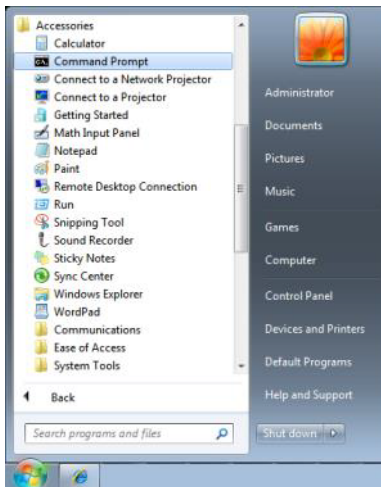 Accessories
Calculator
Command Prompt
Connect to a Network Projector
Connect to a Projector
Getting Started
Math Input Panel
Notepad
Paint
Remote Desktop Connection
Run
Snipping Tool
Sound Recorder
Sticky Notes
Sync Center
Windows Explorer
WordPad
Communications
Ease of Access
System Tools
Back
Search programs and files
Administrator
Documents
Pictures
Music
Games
Computer
Control Panel
Devices and Printers
Default Programs
Help and Support
Shut down